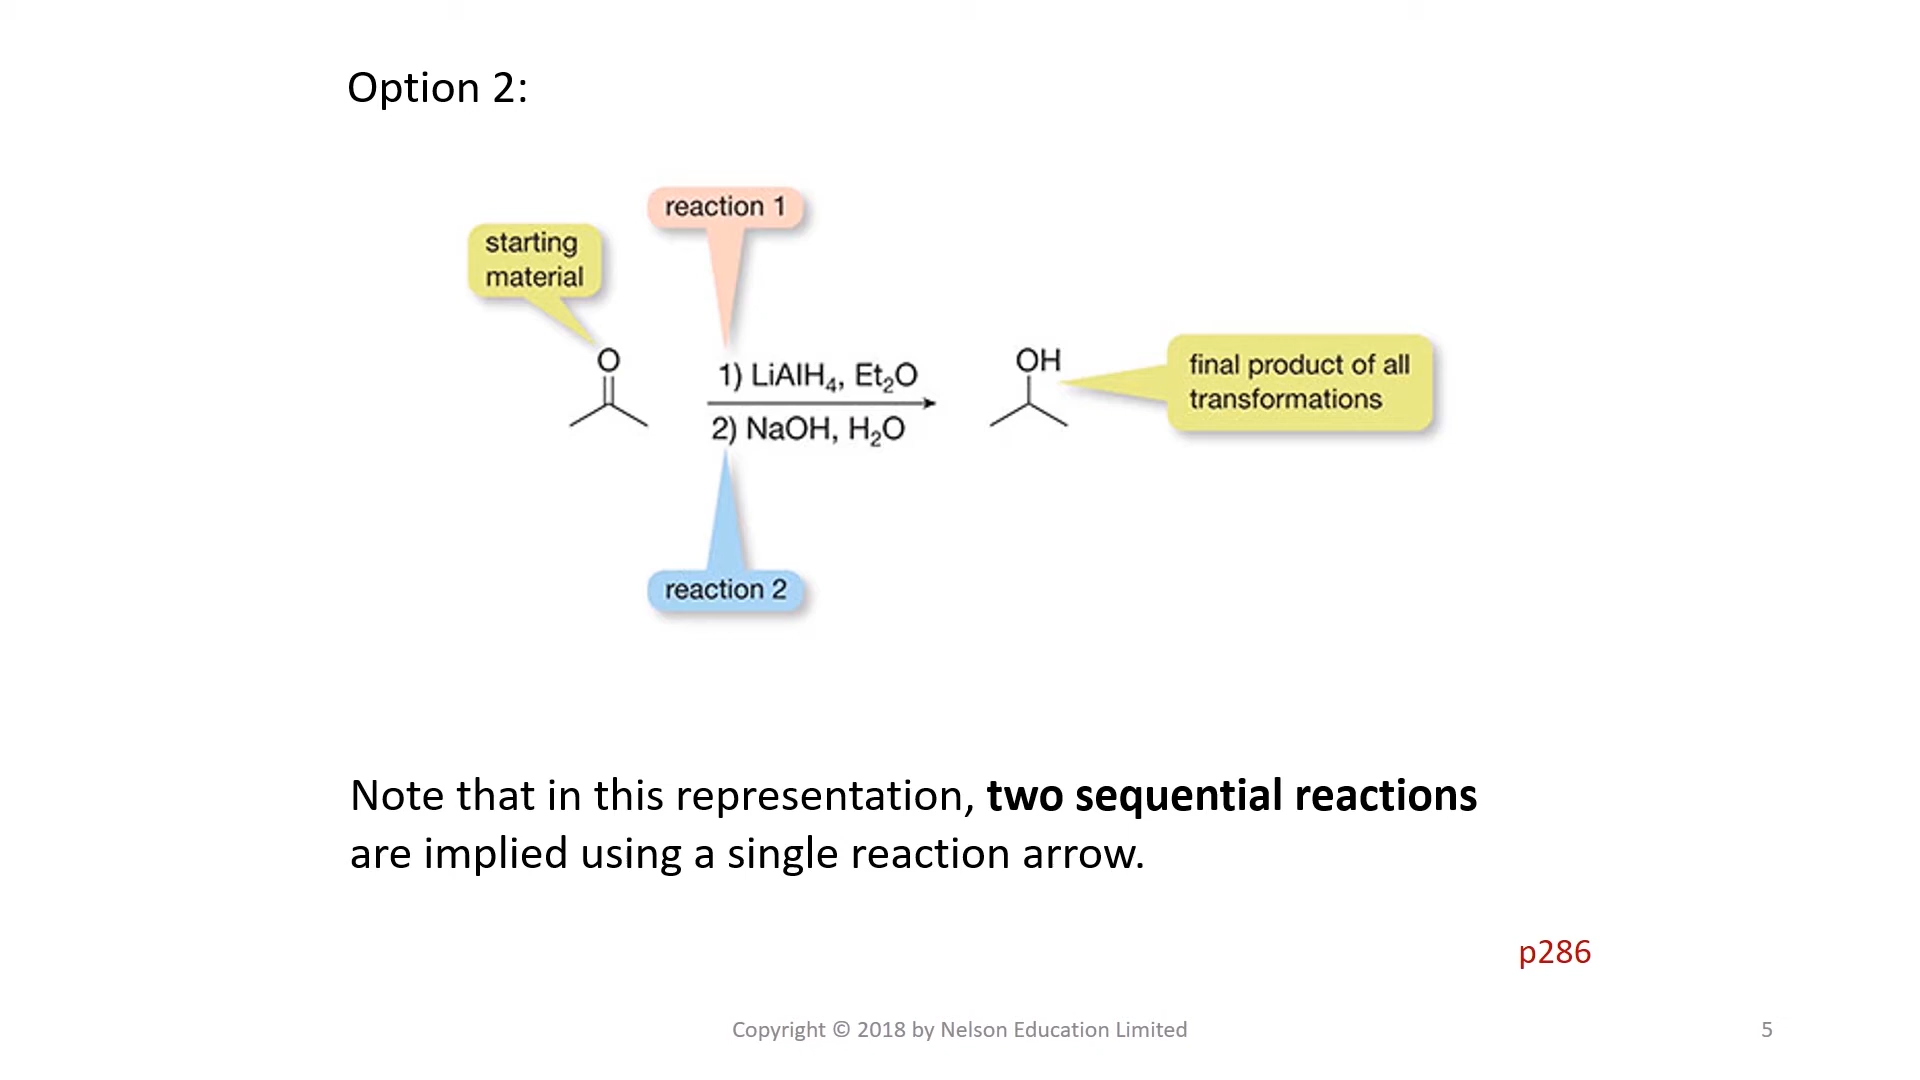 Option 2:
reaction 1
starting
material
O
1) LiAlH₄, Et₂O
2) NaOH, H₂O
OH
final product of all
transformations
reaction 2
Note that in this representation, two sequential reactions
are implied using a single reaction arrow.
p286
Copyright © 2018 by Nelson Education Limited
5